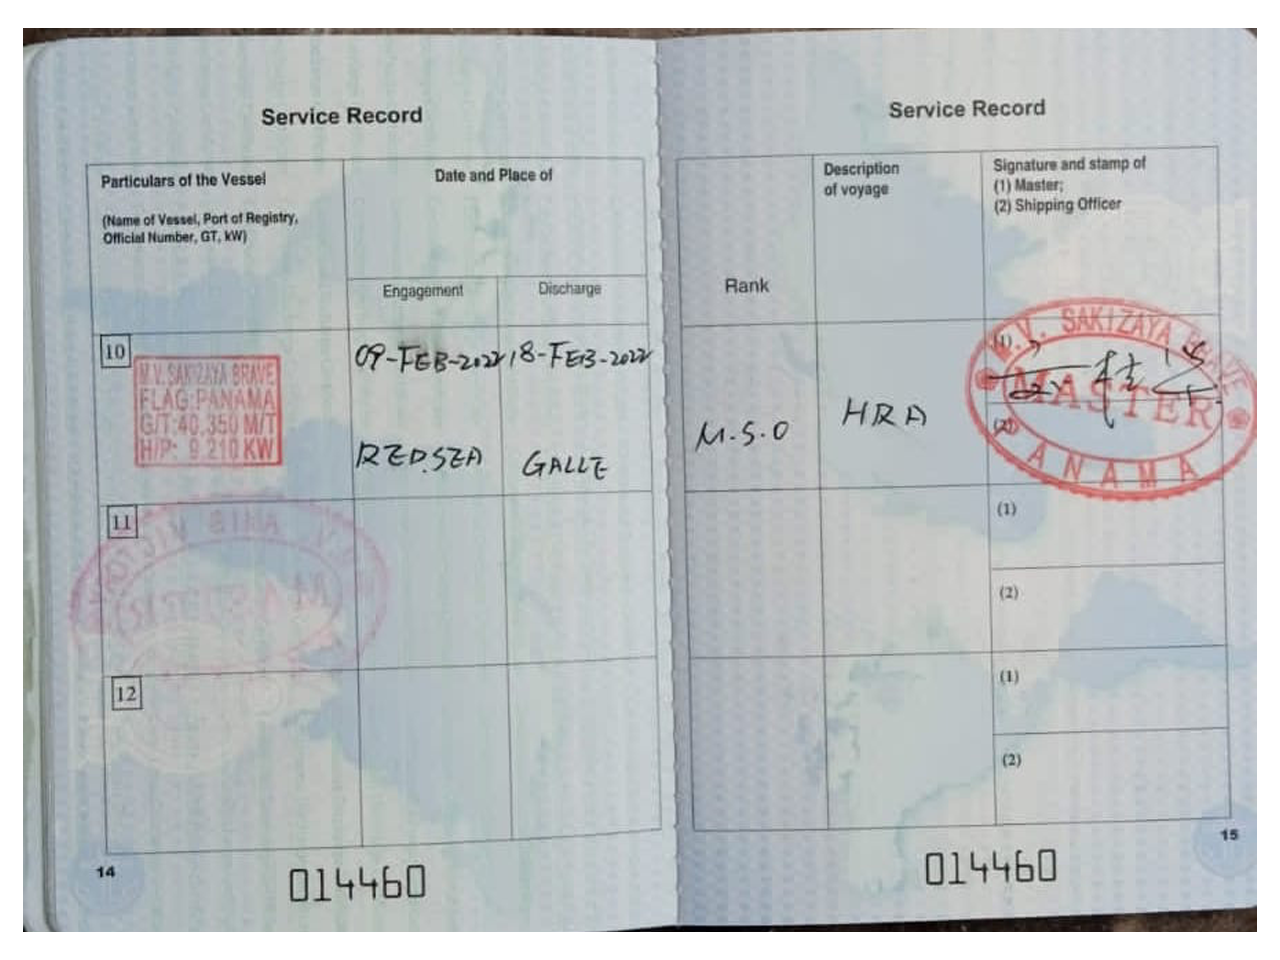 Service Record
Particulars of the Vessel
(Name of Vessel, Port of Registry,
Official Number, GT, kW)
Date and Place of
Engagement
Discharge
10
M.V. SAKIZAYA BRAVE
FLAG:PANAMA
G/T:40,350 M/T
H/P: 9,210 KW
09-FEB-2022
18-FEB-2022
RED.SEA
GALLE
11
MASTER
12
14
014460
Service Record
Rank
Description
of voyage
Signature and stamp of
(1) Master;
(2) Shipping Officer
M.S.O
HRA
(1)
(2)
M.V. SAKIZAYA BRAVE
MASTER
PANAMA
(1)
(2)
(1)
(2)
15
014460